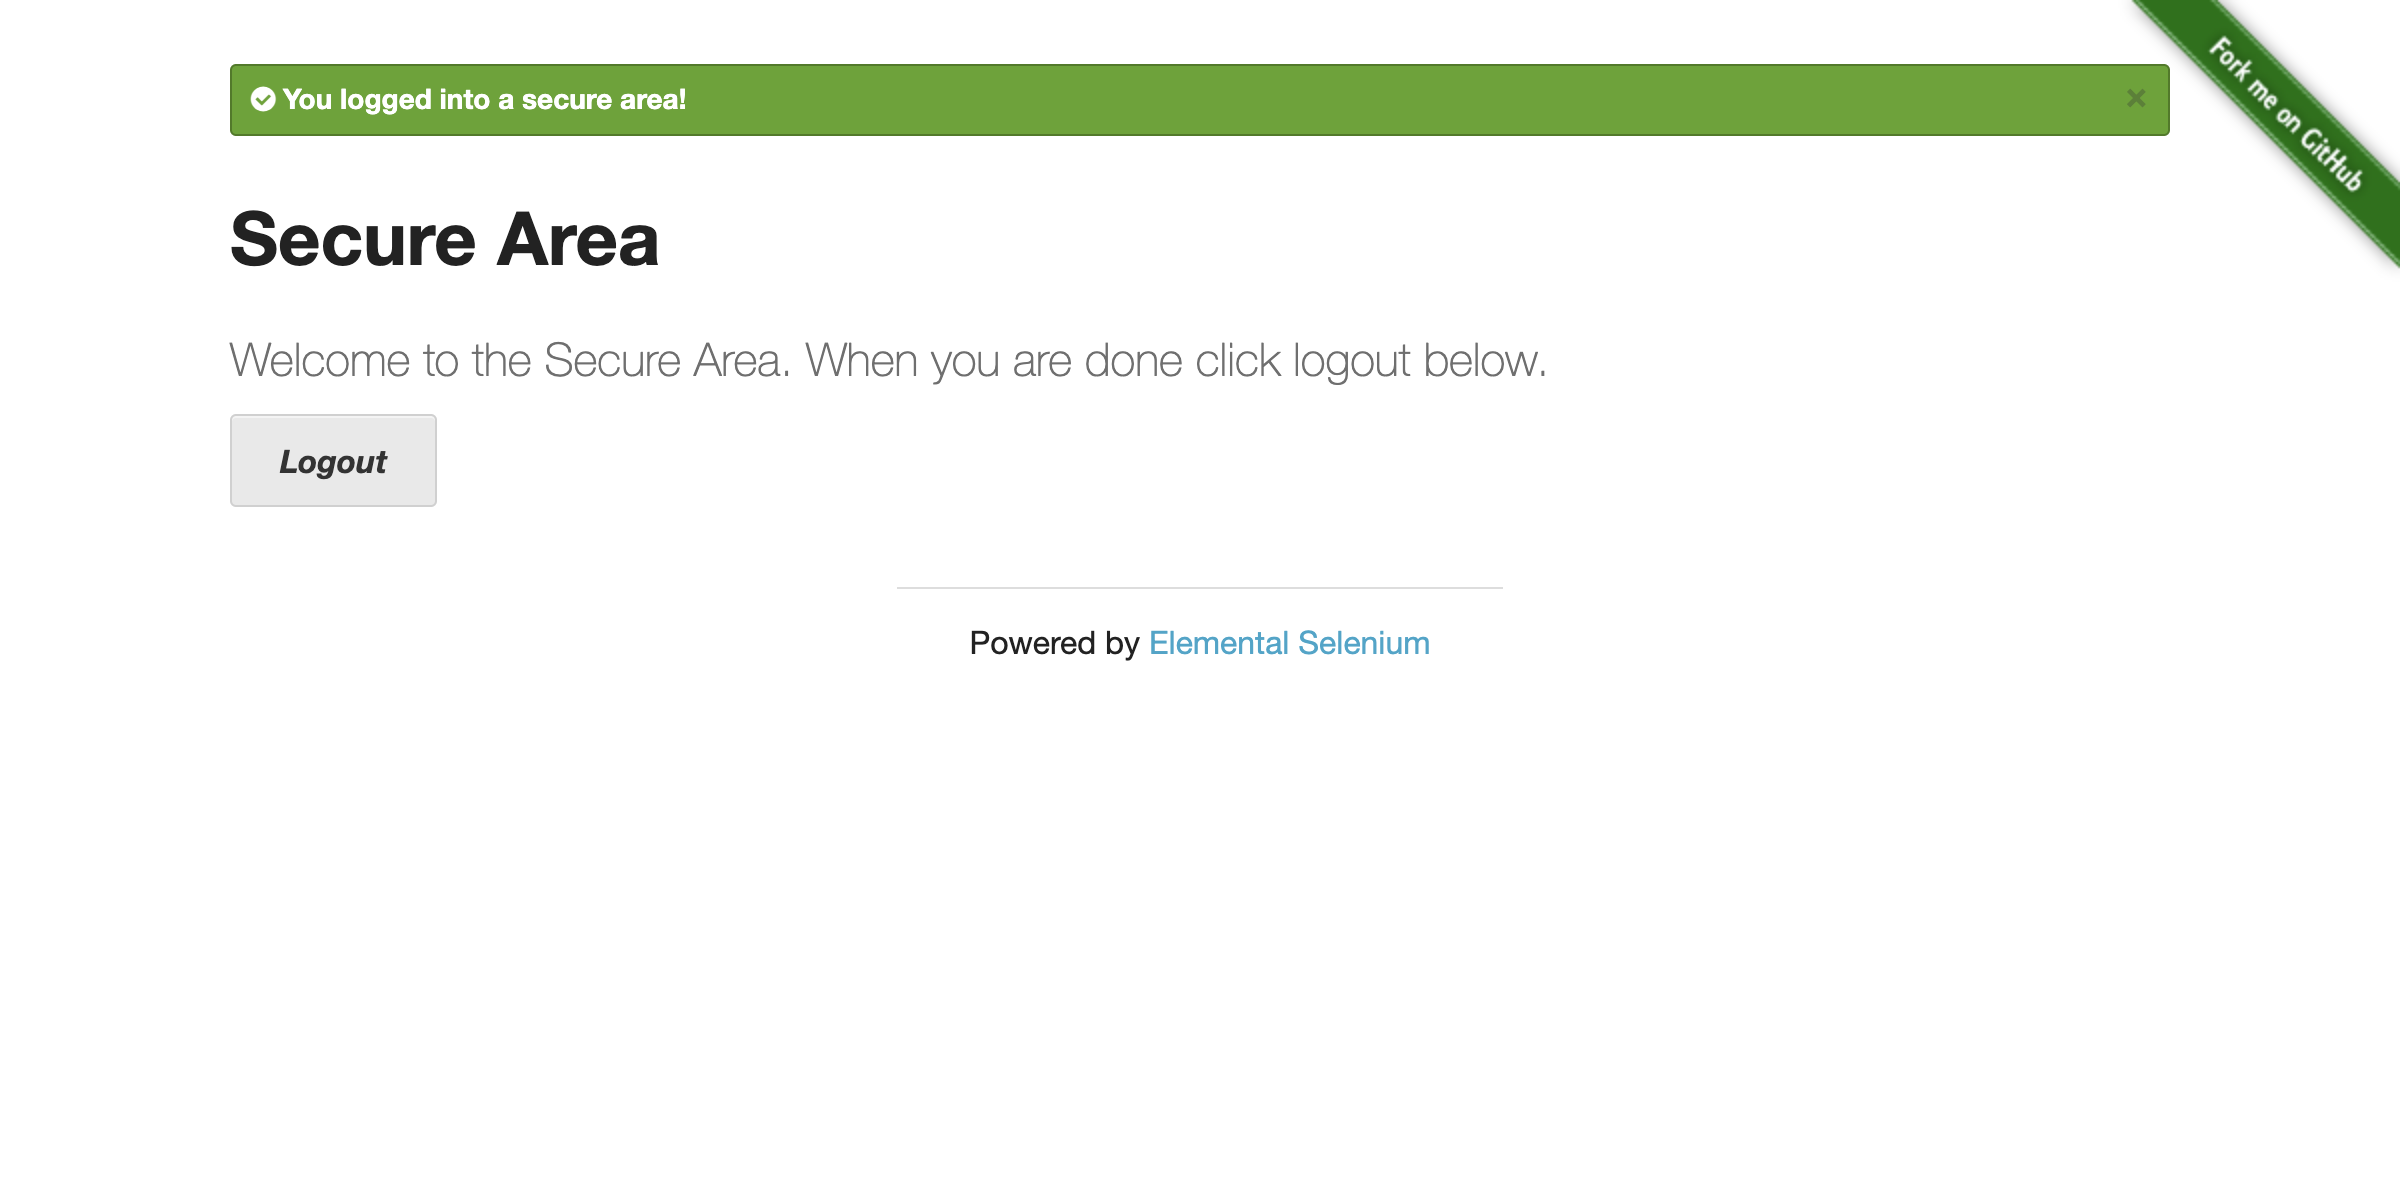 You logged into a secure area!
×
Fork me on GitHub
Secure Area
Welcome to the Secure Area. When you are done click logout below.
Logout
Powered by Elemental Selenium